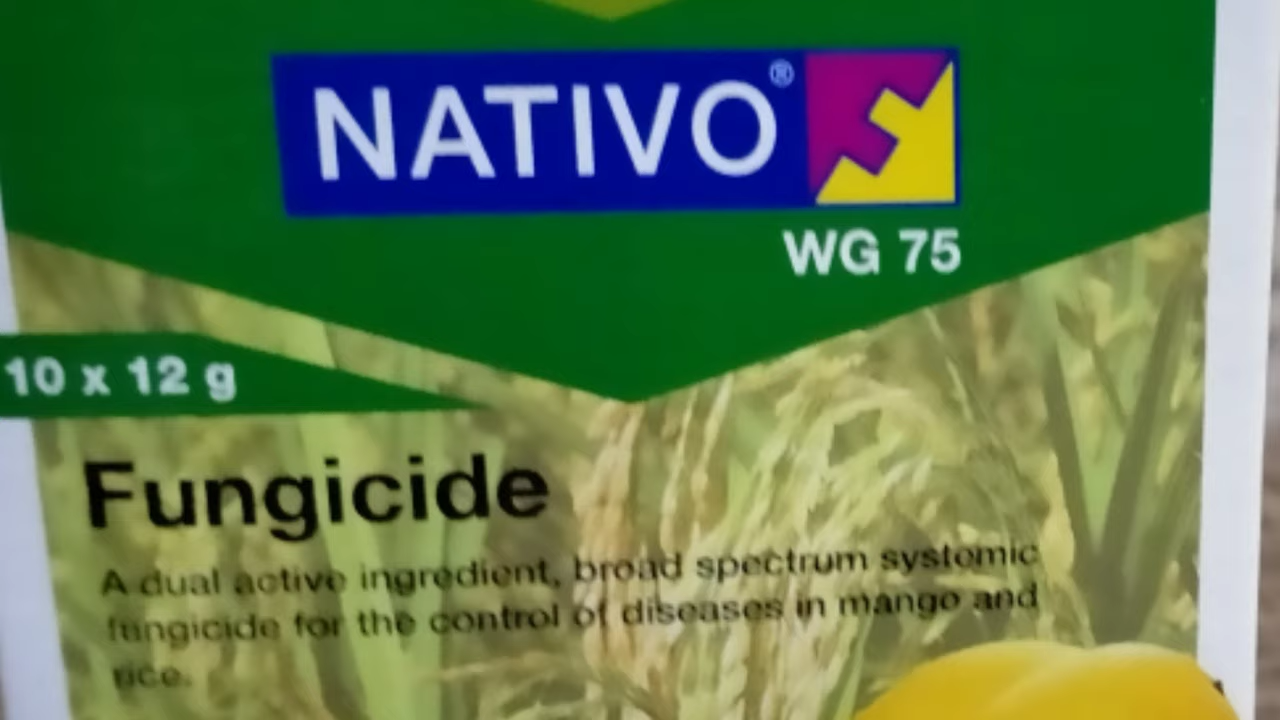 NATIVO®
WG 75
10 x 12 g
Fungicide
A dual active ingredient, broad spectrum systemic
fungicide for the control of diseases in mango and
rice.